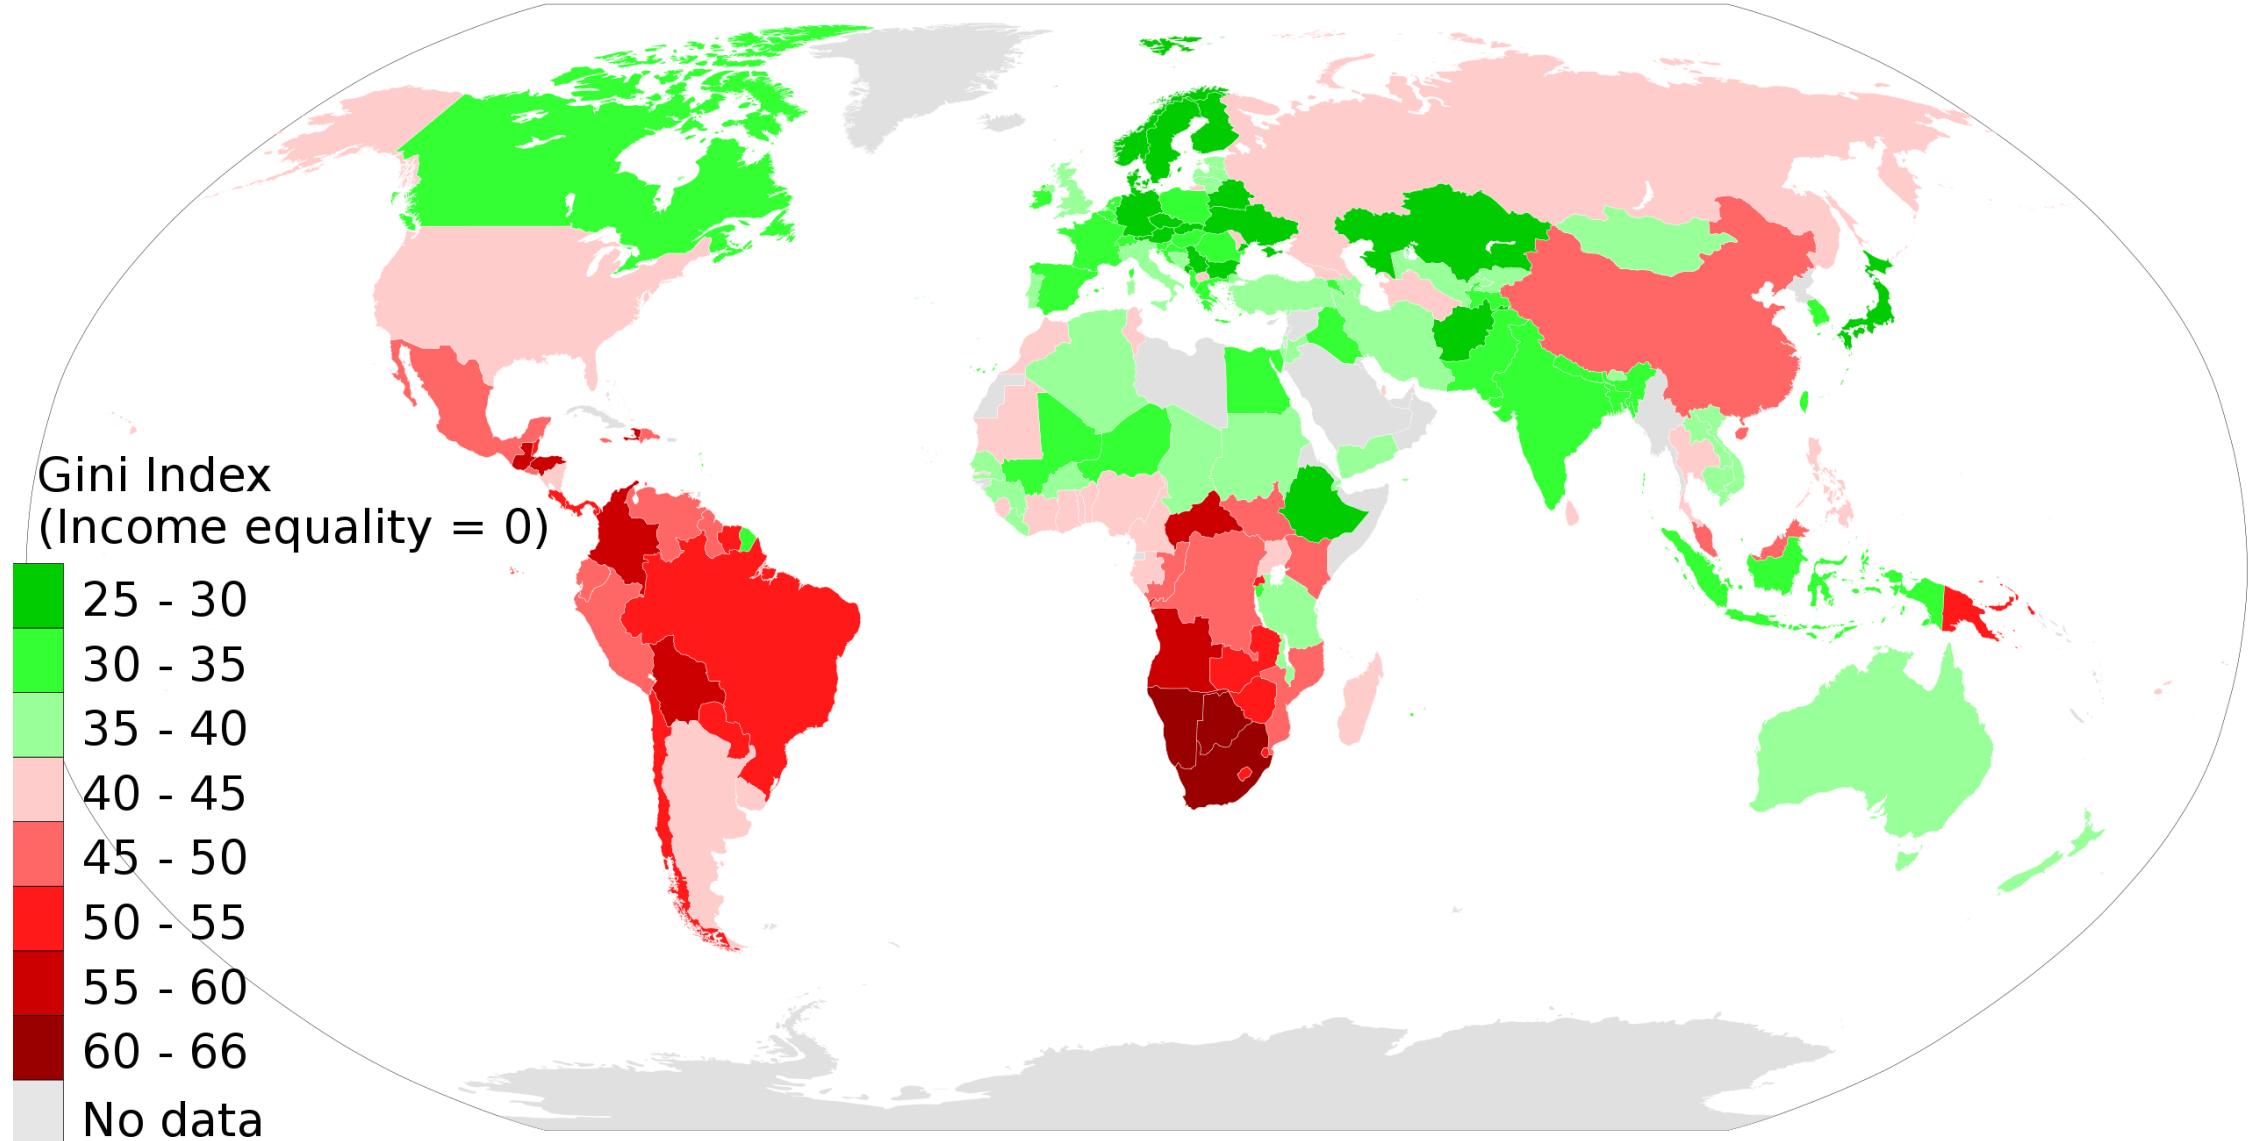 Gini Index
(Income equality = 0)
25 - 30
30 - 35
35 - 40
40 - 45
45 - 50
50 - 55
55 - 60
60 - 66
No data